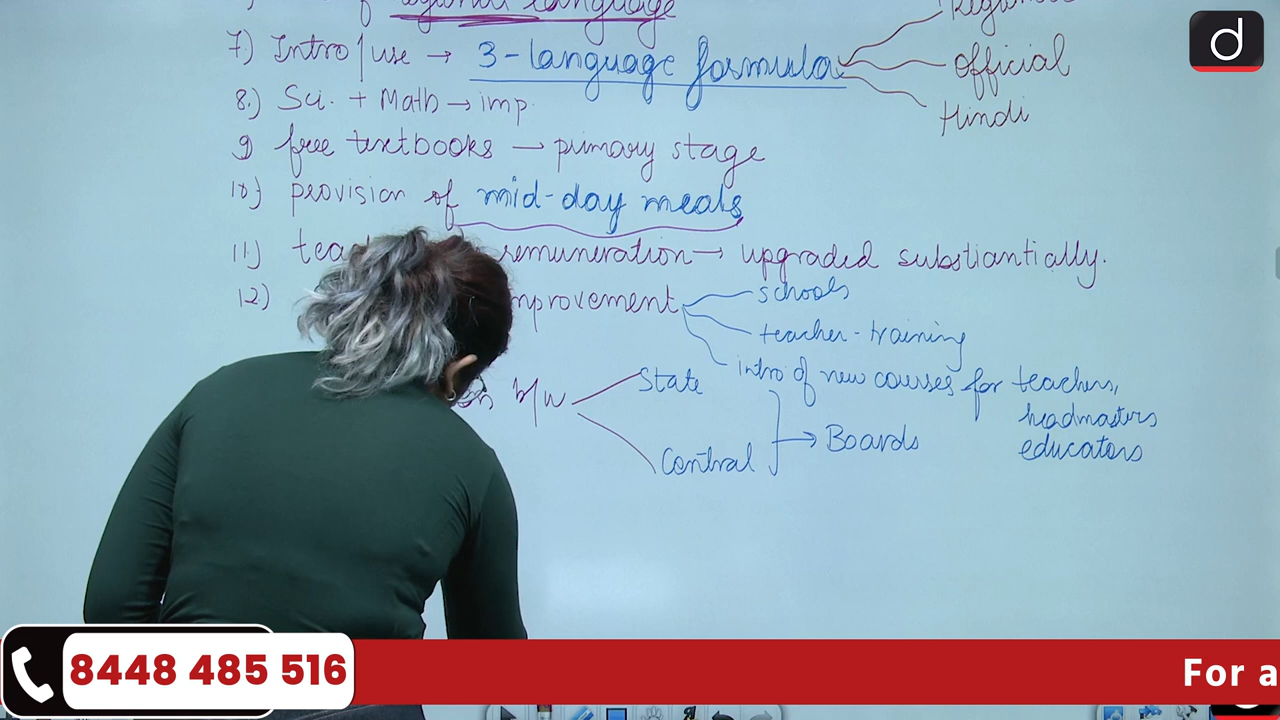 regional language
7) Intro/use → 3-language formula
official
Hindi
8.) Sci. + Math → imp.
9) free textbooks → primary stage
10) provision of mid-day meals
11) remuneration → upgraded substiantially.
12) schools
teacher-training
intro of new courses for teachers,
headmasters
educators
b/w State
Central
→ Boards
d
8448 485 516
For a